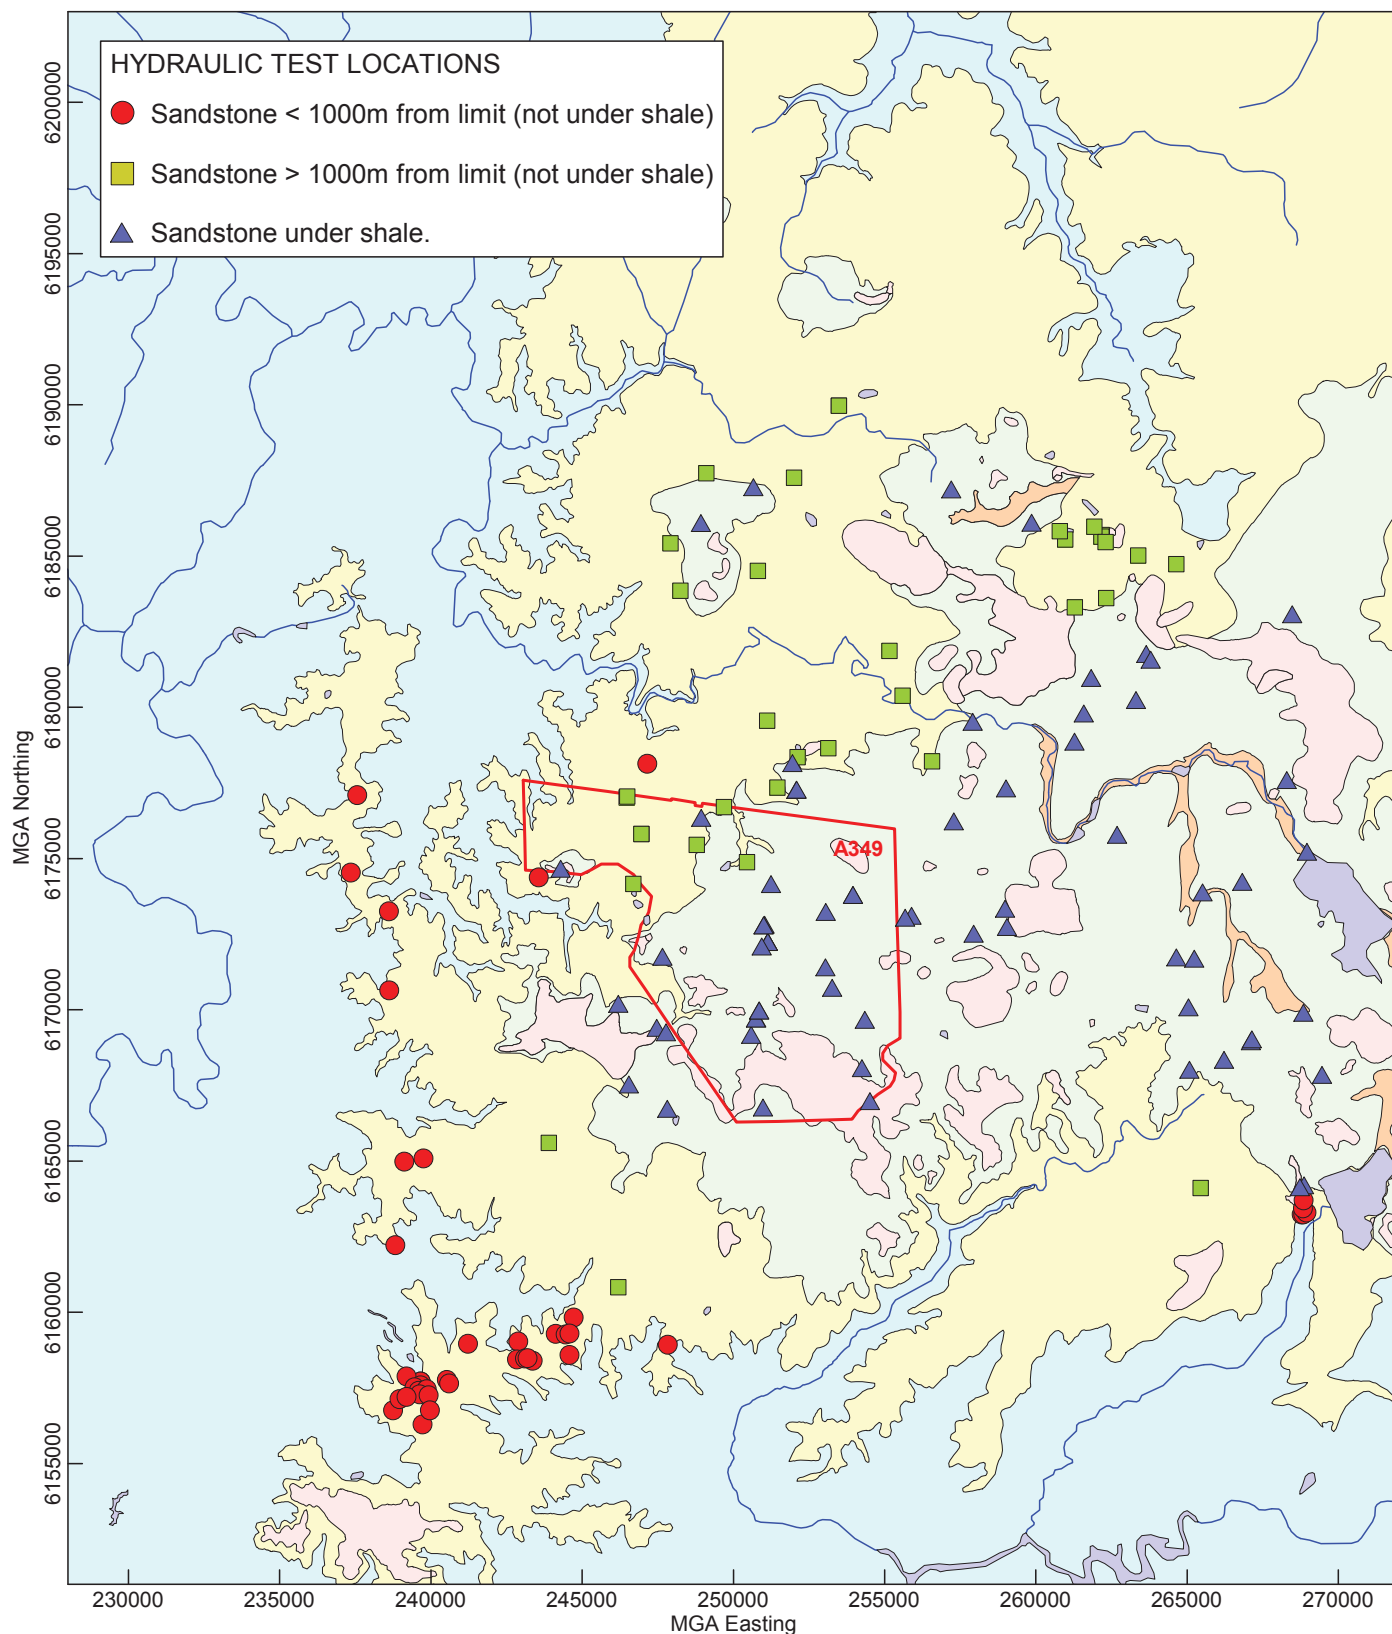 HYDRAULIC TEST LOCATIONS
Sandstone < 1000m from limit (not under shale)
Sandstone > 1000m from limit (not under shale)
Sandstone under shale.
6200000
6195000
6190000
6185000
6180000
6175000
6170000
6165000
6160000
6155000
MGA Northing
A349
230000 235000 240000 245000 250000 255000 260000 265000 270000
MGA Easting